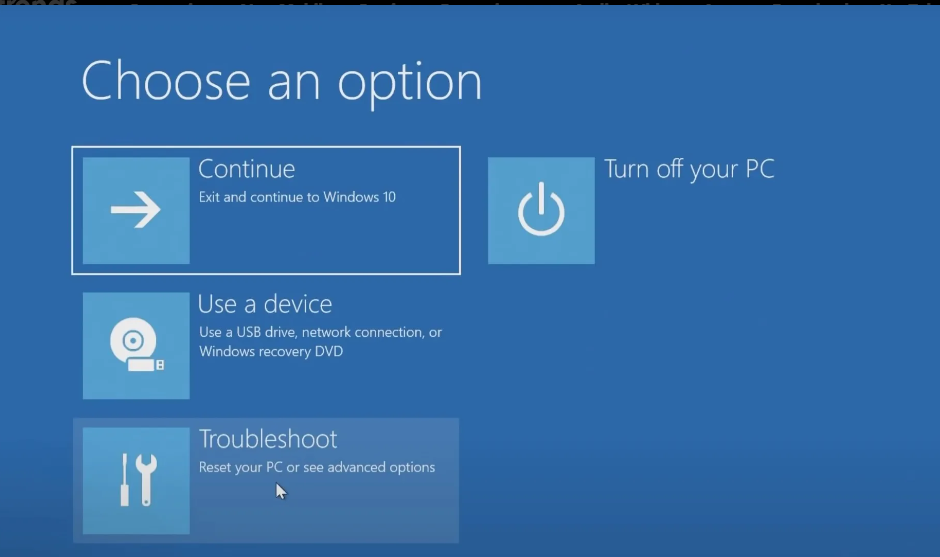 Choose an option
Continue
Exit and continue to Windows 10
Turn off your PC
Use a device
Use a USB drive, network connection, or
Windows recovery DVD
Troubleshoot
Reset your PC or see advanced options